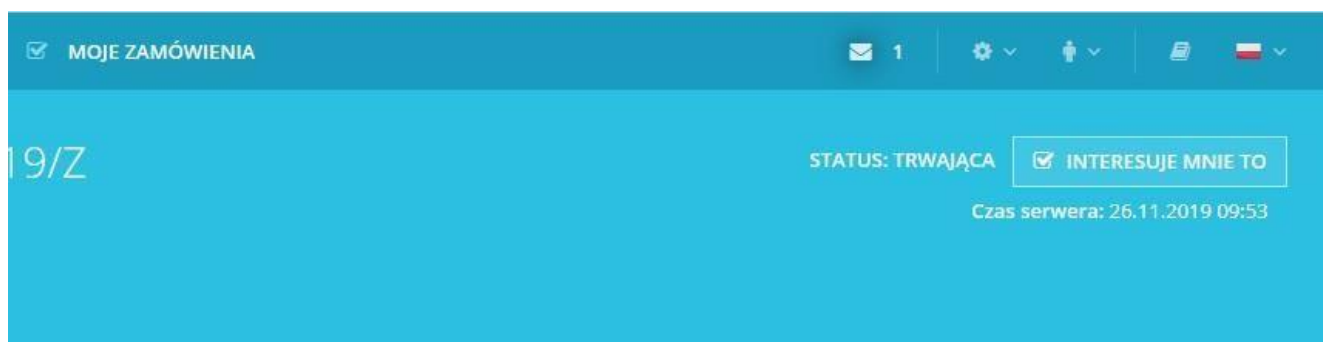 MOJE ZAMÓWIENIA
1
19/Z
STATUS: TRWAJĄCA
INTERESUJE MNIE TO
Czas serwera: 26.11.2019 09:53